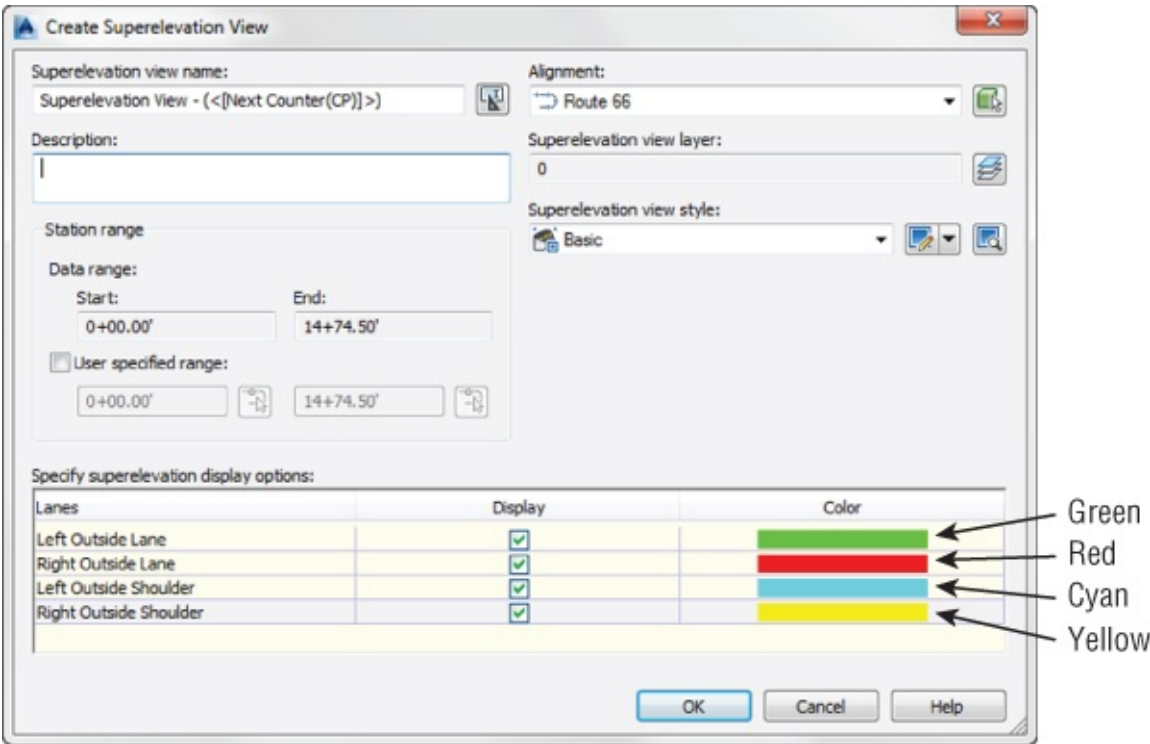 Create Superelevation View
Superelevation view name:
Superelevation View - (<[Next Counter(CP)]>)
Description:
Alignment:
Route 66
Superelevation view layer:
0
Superelevation view style:
Basic
Station range
Data range:
Start:
End:
0+00.00'
14+74.50'
User specified range:
0+00.00'
14+74.50'
Specify superelevation display options:
Lanes
Display
Color
Left Outside Lane
Right Outside Lane
Left Outside Shoulder
Right Outside Shoulder
Green
Red
Cyan
Yellow
OK
Cancel
Help